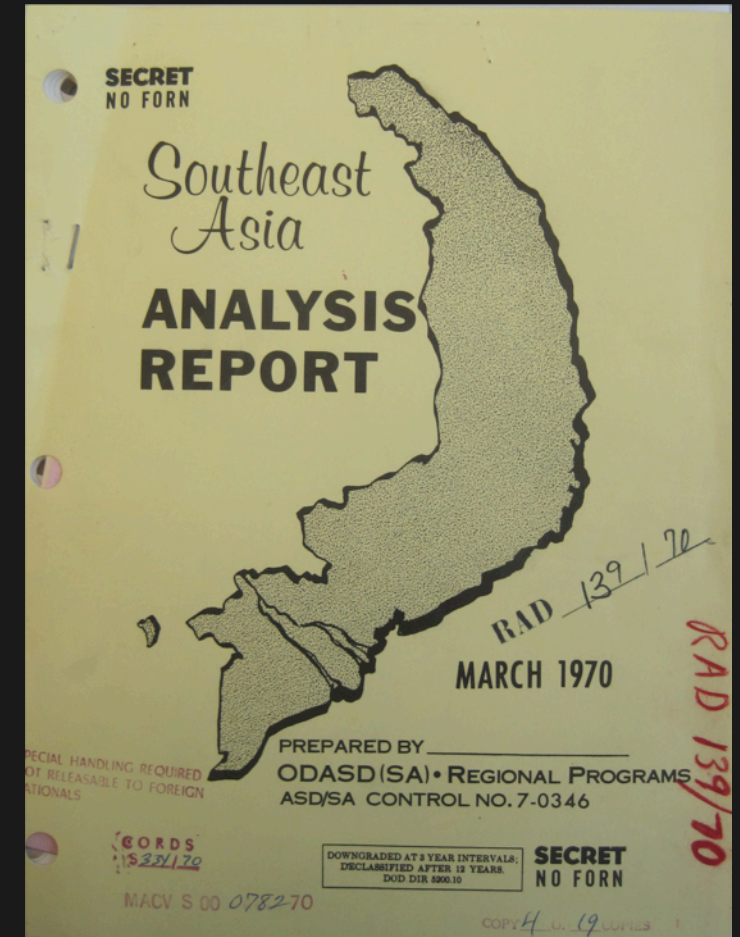 SECRET
NO FORN
Southeast
Asia
ANALYSIS
REPORT
RAD 139/70
MARCH 1970
RAD 139/70
PREPARED BY
ODASD (SA) • REGIONAL PROGRAMS
ASD/SA CONTROL NO. 7-0346
PECIAL HANDLING REQUIRED
OT RELEASABLE TO FOREIGN
ATIONALS
CORDS
S 334/70
DOWNGRADED AT 3 YEAR INTERVALS;
DECLASSIFIED AFTER 12 YEARS.
DOD DIR 5200.10
SECRET
NO FORN
MACV S 00 0782-70
COPY 4 O 19 COPIES